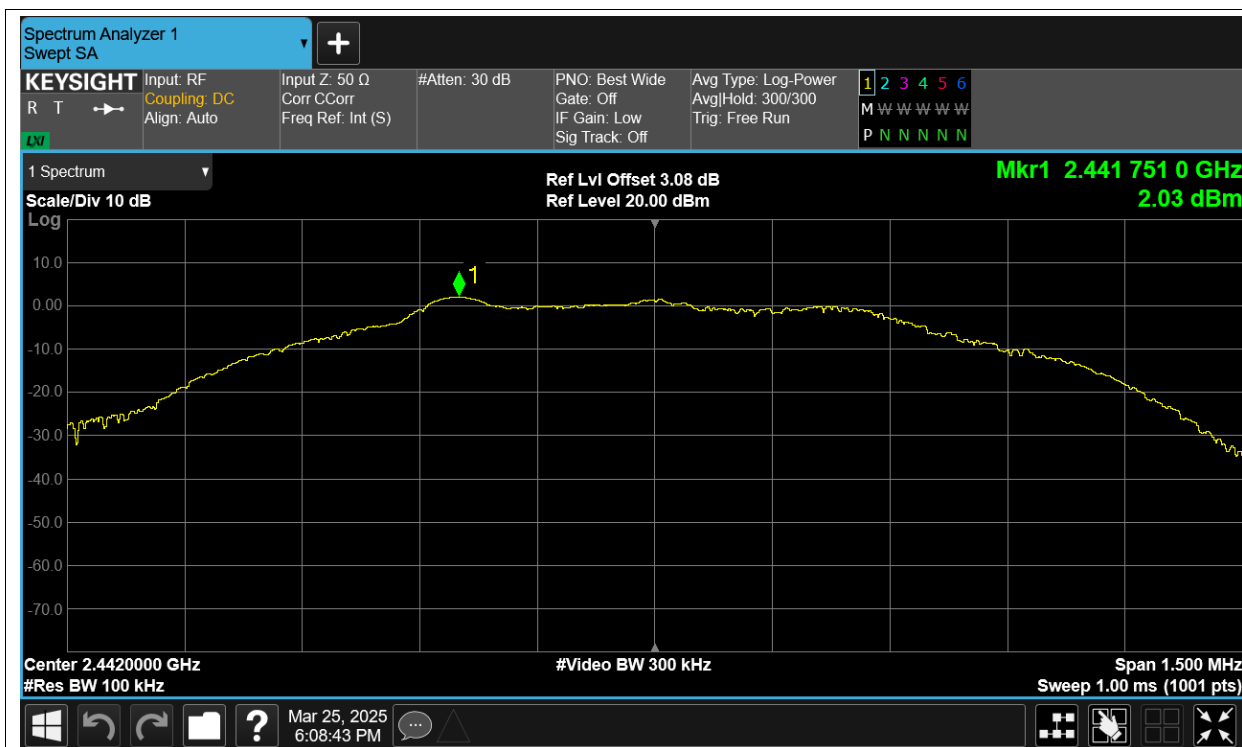 Spectrum Analyzer 1
Swept SA
KEYSIGHT
R T
LXI
Input: RF
Coupling: DC
Align: Auto
Input Z: 50 Ω
Corr CCorr
Freq Ref: Int (S)
#Atten: 30 dB
PNO: Best Wide
Gate: Off
IF Gain: Low
Sig Track: Off
Avg Type: Log-Power
Avg|Hold: 300/300
Trig: Free Run
1 2 3 4 5 6
M W W W W W W
P N N N N N
1 Spectrum
Scale/Div 10 dB
Ref Lvl Offset 3.08 dB
Ref Level 20.00 dBm
Mkr1 2.441 751 0 GHz
2.03 dBm
Log
1
10.0
0.00
-10.0
-20.0
-30.0
-40.0
-50.0
-60.0
-70.0
Center 2.4420000 GHz
#Res BW 100 kHz
#Video BW 300 kHz
Span 1.500 MHz
Sweep 1.00 ms (1001 pts)
?
Mar 25, 2025
6:08:43 PM